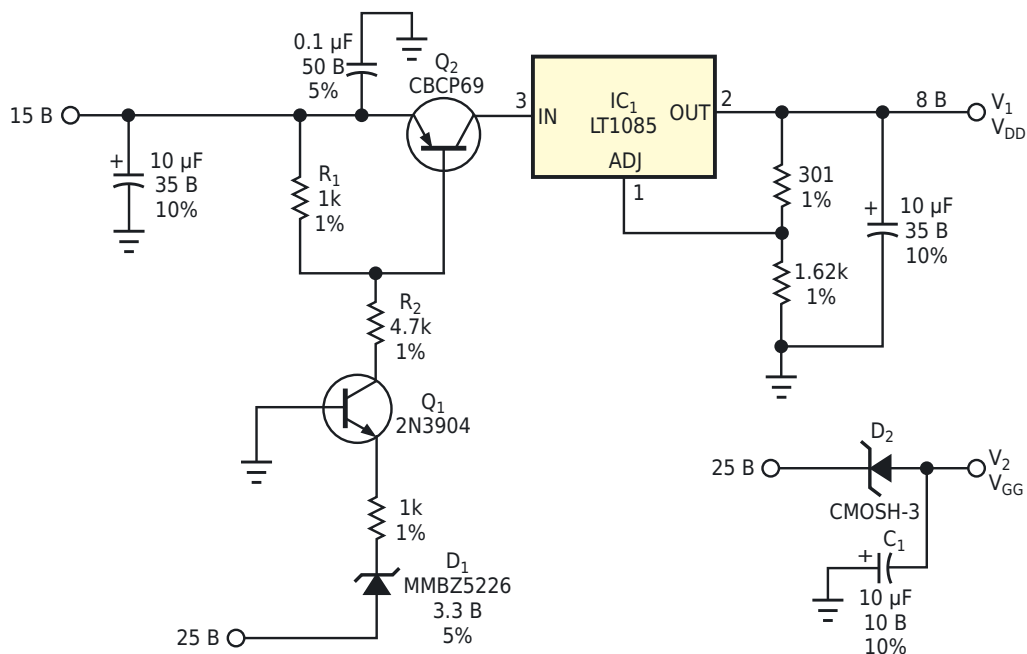 0.1 µF
50 В
5%
Q2
CBCP69
15 В
+
10 µF
35 В
10%
R1
1k
1%
3
IN
IC1
LT1085
OUT
ADJ
2
1
8 В
V1
VDD
301
1%
1.62k
1%
+
10 µF
35 В
10%
R2
4.7k
1%
Q1
2N3904
1k
1%
D1
MMBZ5226
3.3 В
5%
25 В
25 В
D2
CMOSH-3
V2
VGG
C1
+
10 µF
10 В
10%